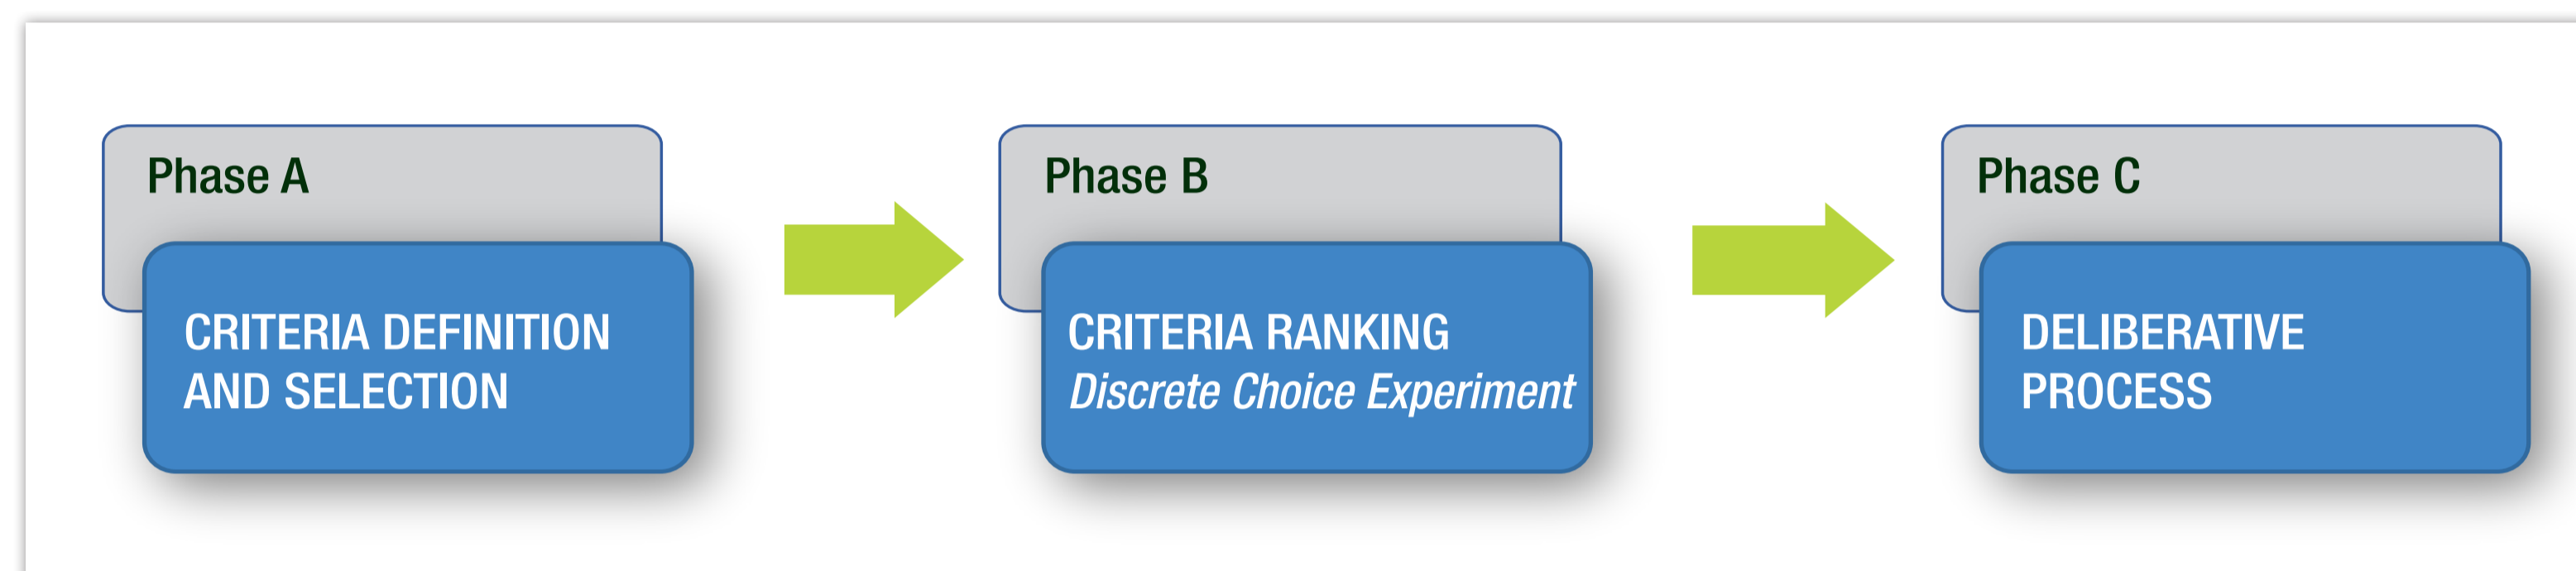 Phase A
CRITERIA DEFINITION
AND SELECTION
Phase B
CRITERIA RANKING
Discrete Choice Experiment
Phase C
DELIBERATIVE
PROCESS